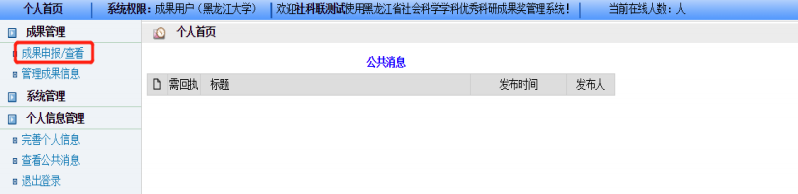 个人首页 系统权限：成果用户（黑龙江大学） 欢迎社科联测试使用黑龙江省社会科学学科优秀科研成果奖管理系统！ 当前在线人数：人
成果管理
个人首页
成果申报/查看
公共消息
管理成果信息
需回执 标题 发布时间 发布人
系统管理
个人信息管理
完善个人信息
查看公共消息
退出登录